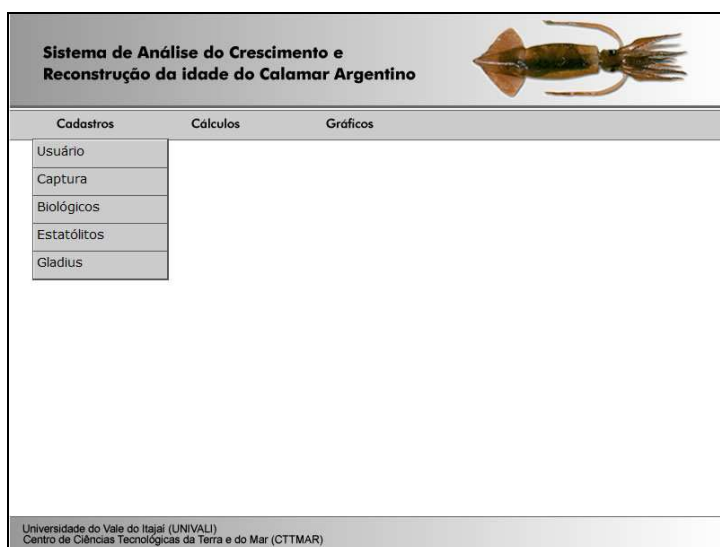 Sistema de Análise do Crescimento e
Reconstrução da idade do Calamar Argentino
Cadastros Cálculos Gráficos
Usuário
Captura
Biológicos
Estatólitos
Gladius
Universidade do Vale do Itajaí (UNIVALI)
Centro de Ciências Tecnológicas da Terra e do Mar (CTTMAR)